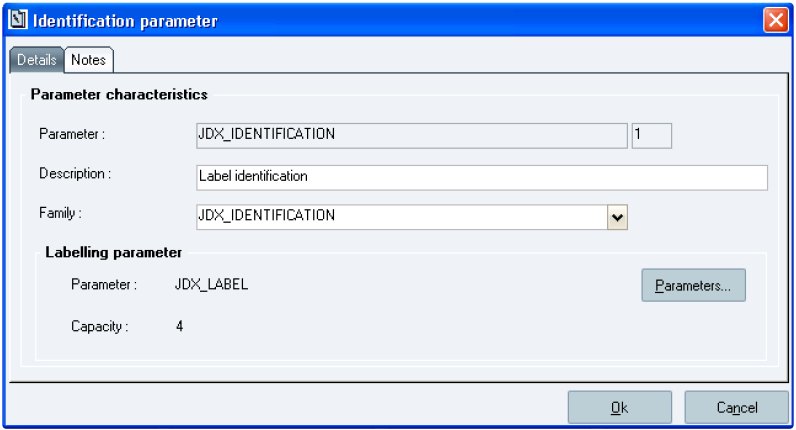 Identification parameter
Details Notes
Parameter characteristics
Parameter : JDX_IDENTIFICATION 1
Description : Label identification
Family : JDX_IDENTIFICATION
Labelling parameter
Parameter : JDX_LABEL Parameters...
Capacity : 4
Ok Cancel